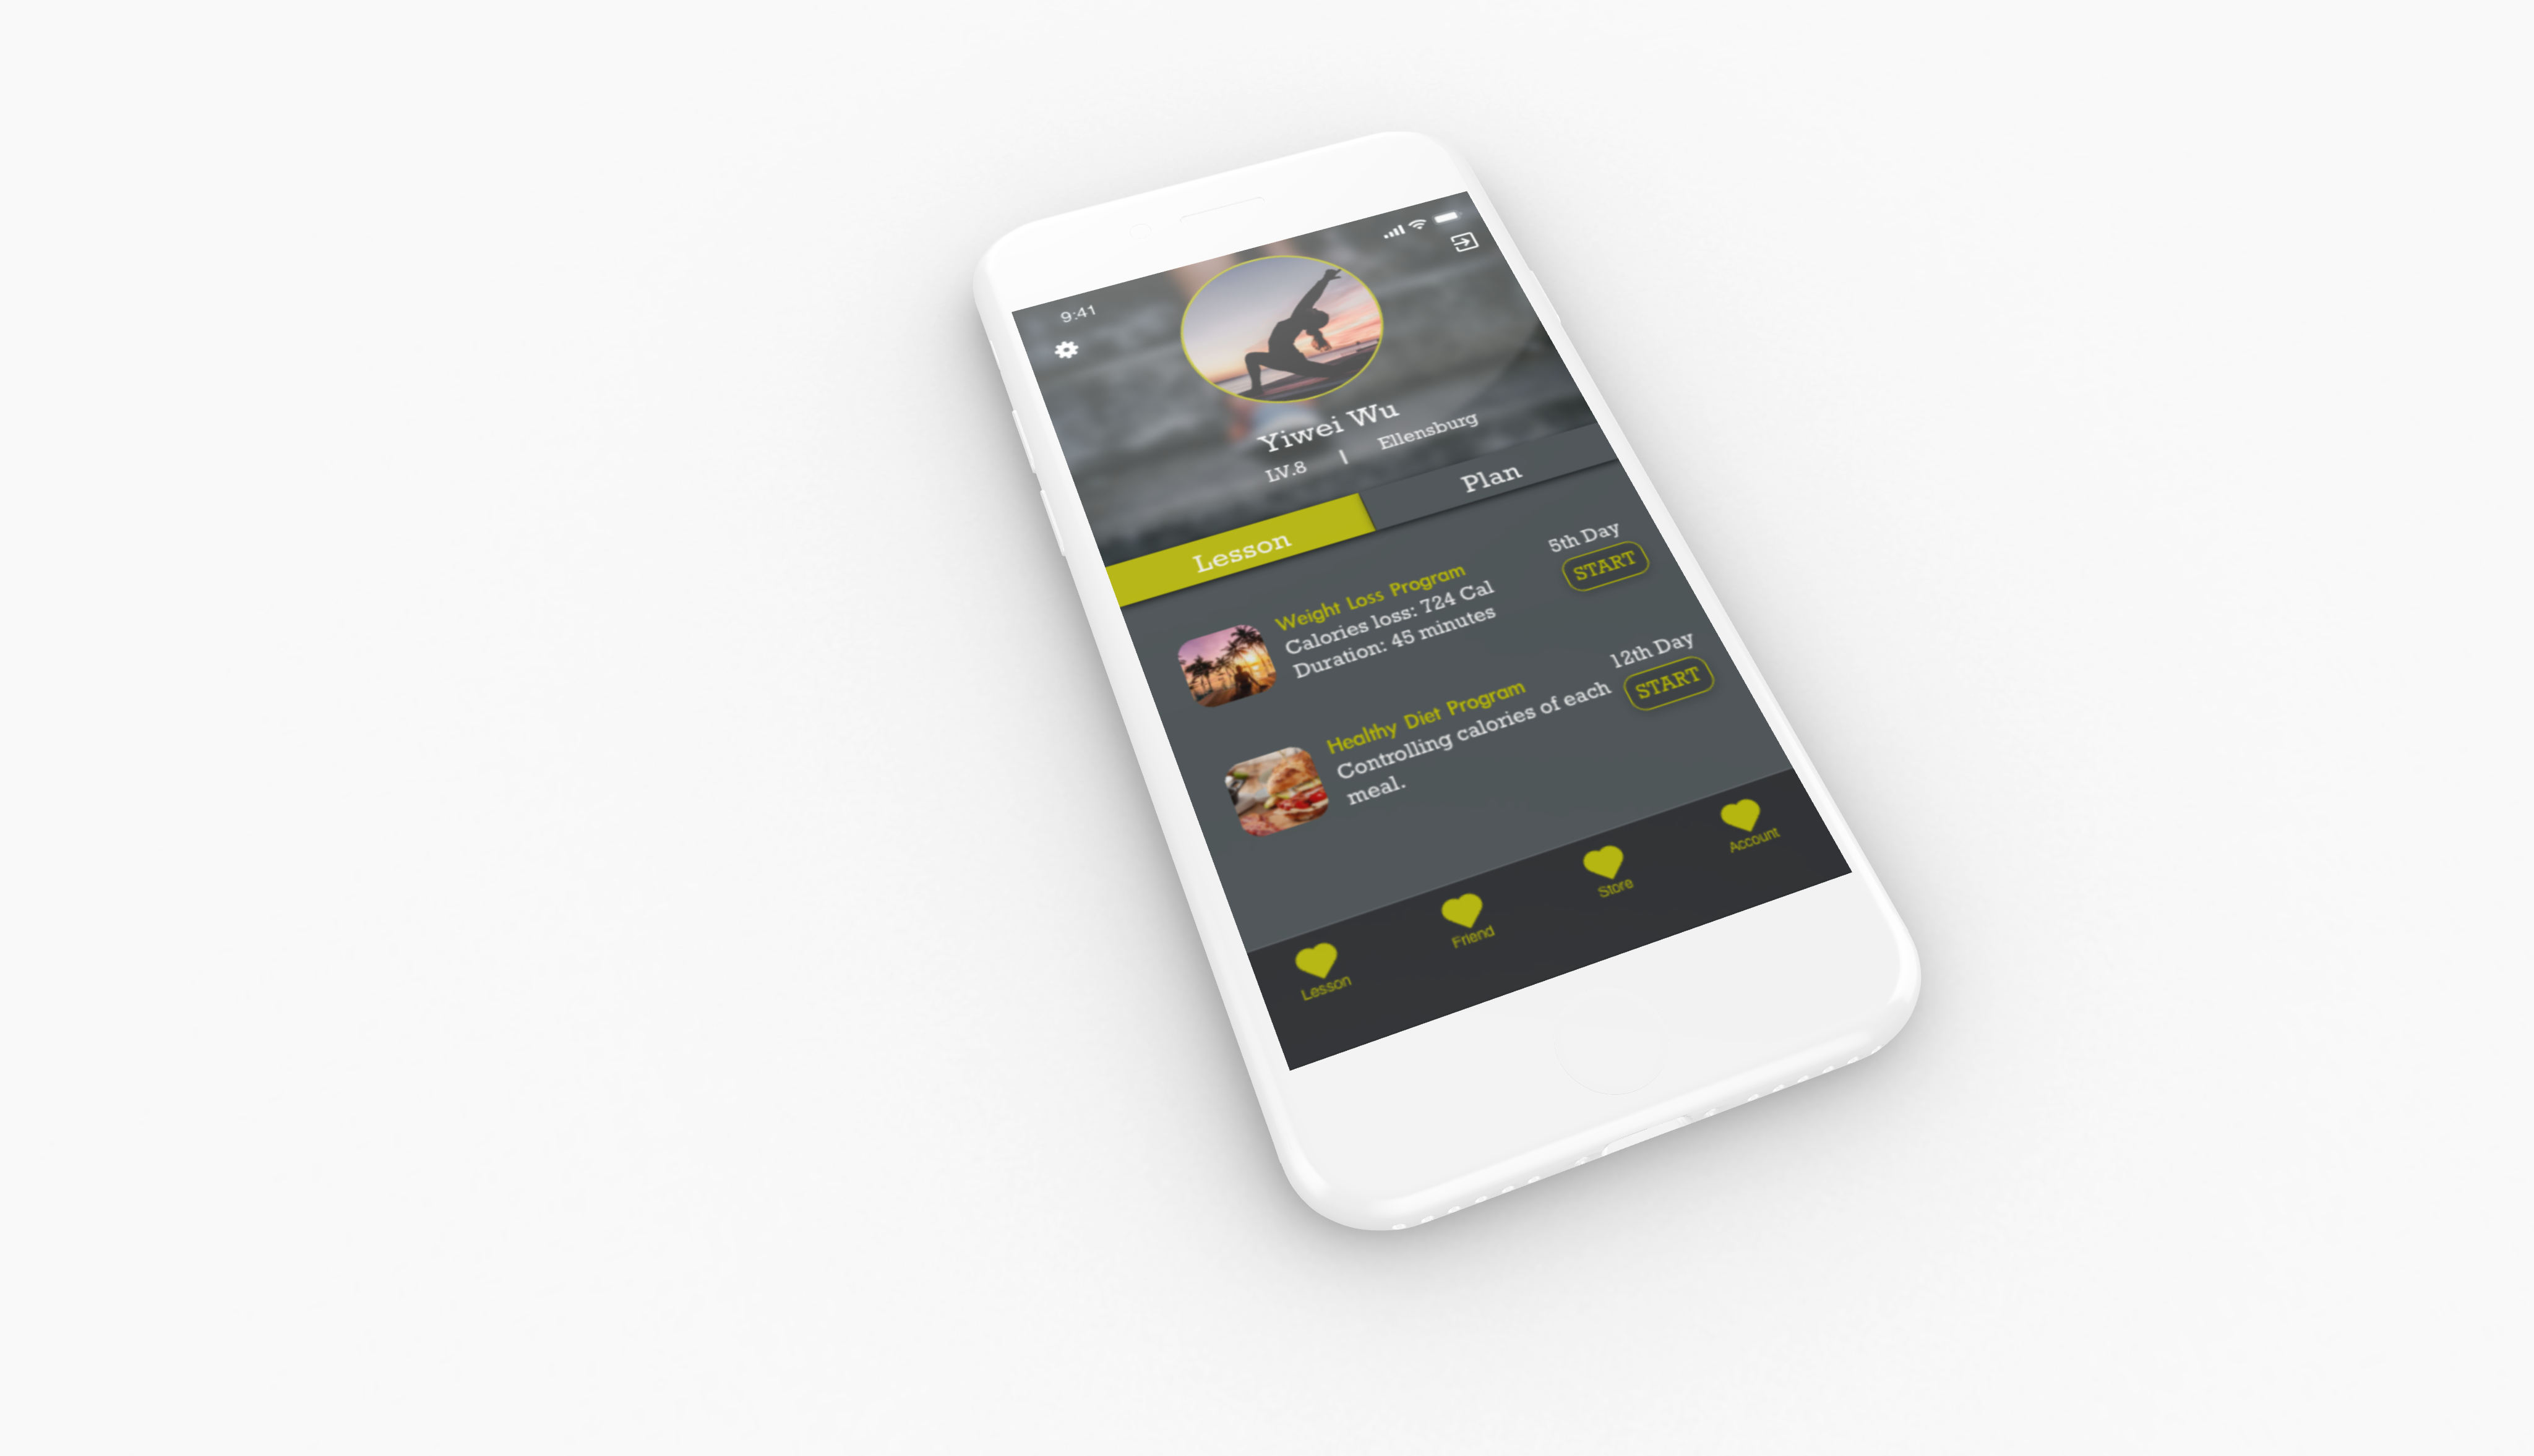 9:41
Yiwei Wu
LV.8 | Ellensburg
Lesson
Plan
Weight Loss Program
Calories loss: 724 Cal
Duration: 45 minutes
5th Day
START
Healthy Diet Program
Controlling calories of each
meal.
12th Day
START
Lesson
Friend
Store
Account